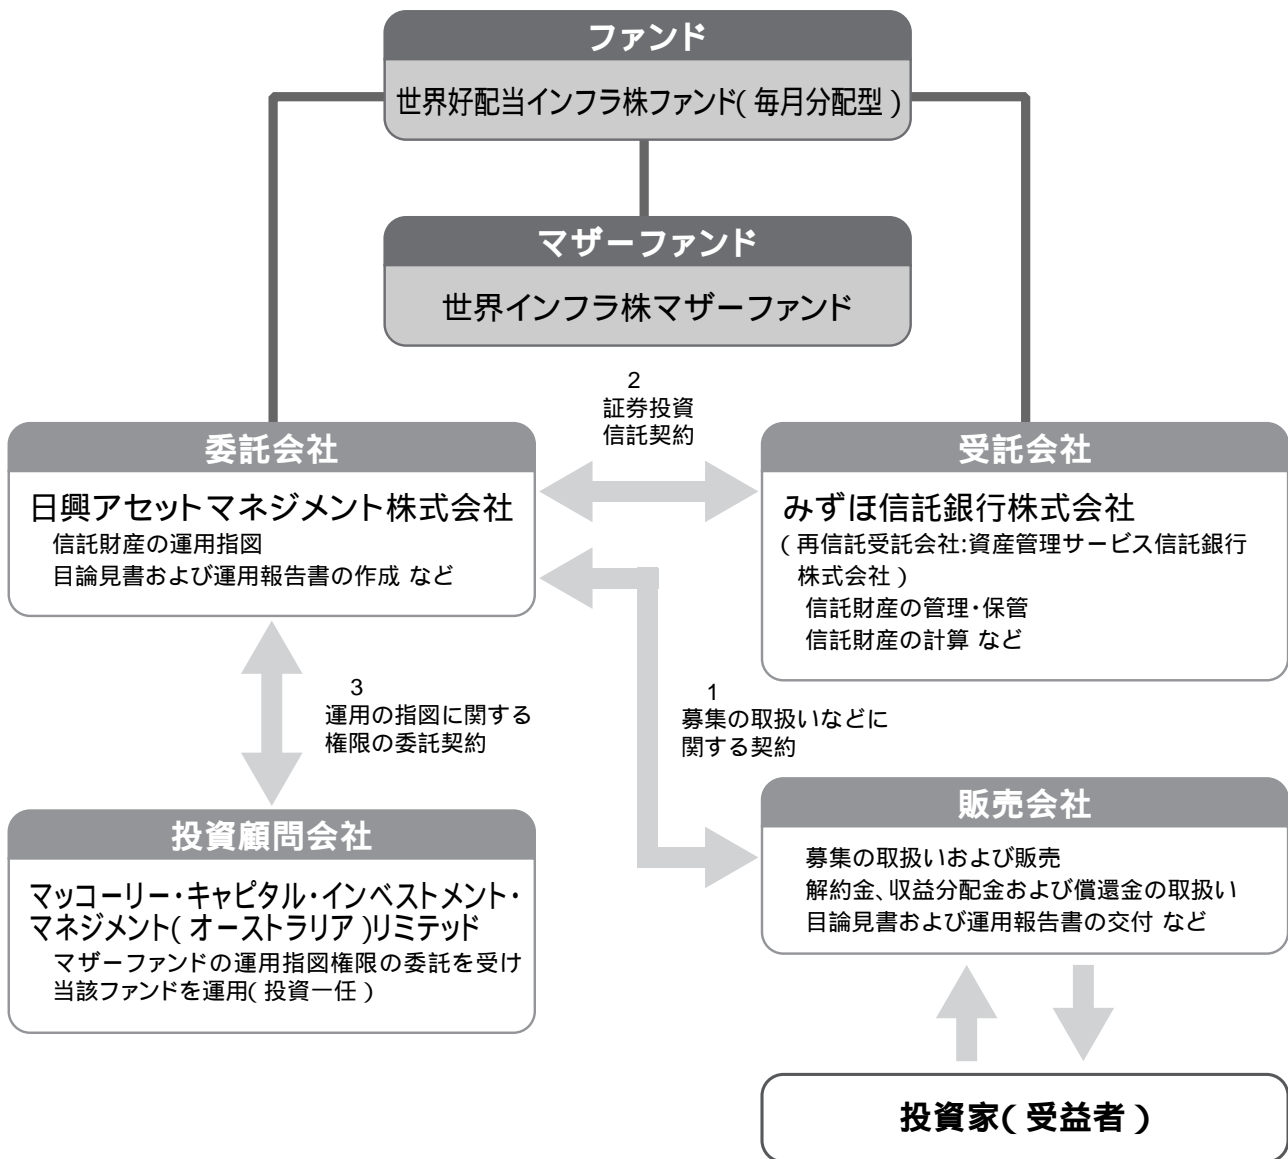 ファンド
世界好配当インフラ株ファンド(毎月分配型)
マザーファンド
世界インフラ株マザーファンド
2
証券投資
信託契約
委託会社
日興アセットマネジメント株式会社
信託財産の運用指図
目論見書および運用報告書の作成 など
受託会社
みずほ信託銀行株式会社
(再信託受託会社:資産管理サービス信託銀行
株式会社)
信託財産の管理・保管
信託財産の計算 など
3
運用の指図に関する
権限の委託契約
1
募集の取扱いなどに
関する契約
投資顧問会社
マッコーリー・キャピタル・インベストメント・
マネジメント(オーストラリア)リミテッド
マザーファンドの運用指図権限の委託を受け
当該ファンドを運用(投資一任)
販売会社
募集の取扱いおよび販売
解約金、収益分配金および償還金の取扱い
目論見書および運用報告書の交付 など
投資家(受益者)